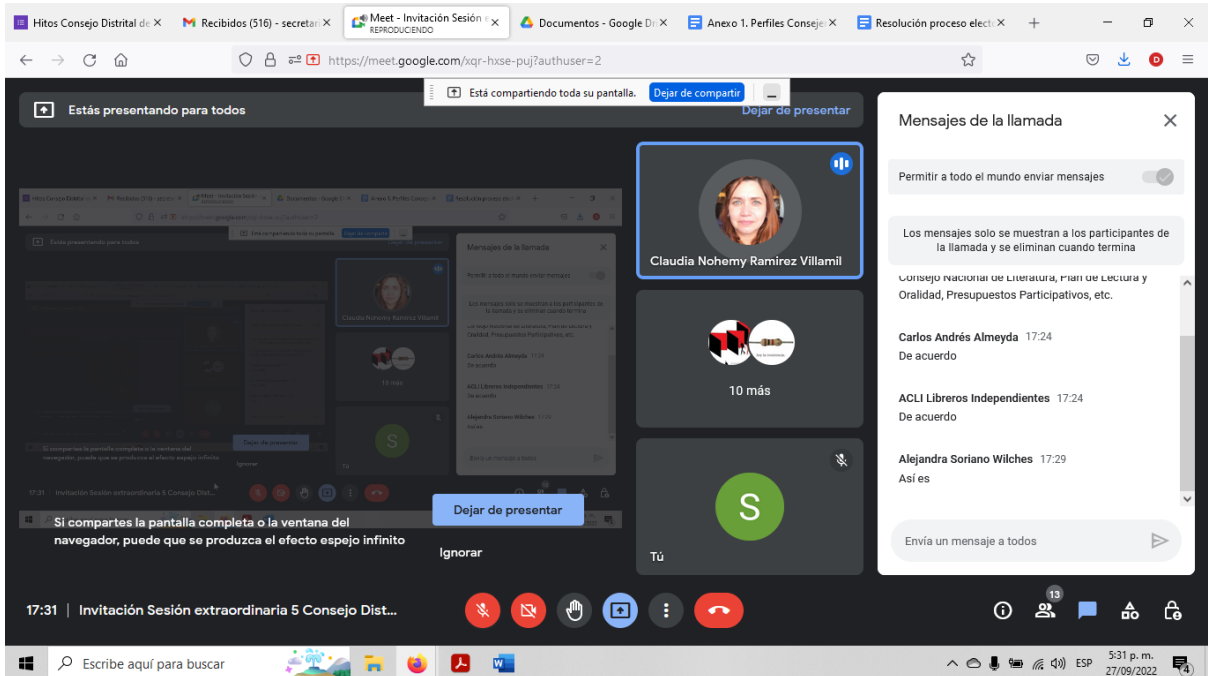 Hitos Consejo Distrital de
Recibidos (516) - secretari
Meet - Invitación Sesión e
REPRODUCIENDO
Documentos - Google Dri
Anexo 1. Perfiles Consejer
Resolución proceso electo
https://meet.google.com/xqr-hxse-puj?authuser=2
Está compartiendo toda su pantalla.
Dejar de compartir
Estás presentando para todos
Dejar de presentar
Claudia Nohemy Ramirez Villamil
10 más
S
Tú
Si compartes la pantalla completa o la ventana del
navegador, puede que se produzca el efecto espejo infinito
Dejar de presentar
Ignorar
Mensajes de la llamada
Permitir a todo el mundo enviar mensajes
Los mensajes solo se muestran a los participantes de
la llamada y se eliminan cuando termina
Consejo Nacional de Literatura, Plan de Lectura y
Oralidad, Presupuestos Participativos, etc.
Carlos Andrés Almeyda 17:24
De acuerdo
ACLI Libreros Independientes 17:24
De acuerdo
Alejandra Soriano Wilches 17:29
Así es
Envía un mensaje a todos
17:31 | Invitación Sesión extraordinaria 5 Consejo Dist...
13
Escribe aquí para buscar
ESP
5:31 p. m.
27/09/2022
4